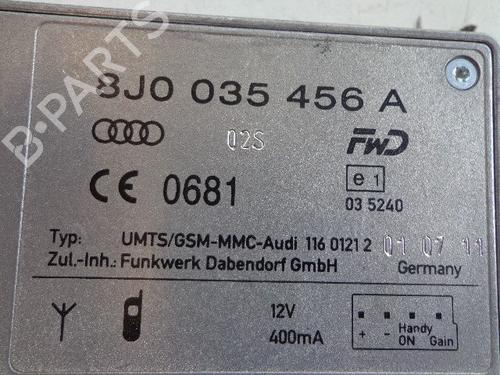 B-PARTS
8J0 035 456 A
02S FWD
CE 0681 e1
03 5240
Typ: UMTS/GSM-MMC-Audi 116 0121 2 01 07 11
Zul.-Inh.: Funkwerk Dabendorf GmbH Germany
12V
400mA
+ - Handy ON Gain